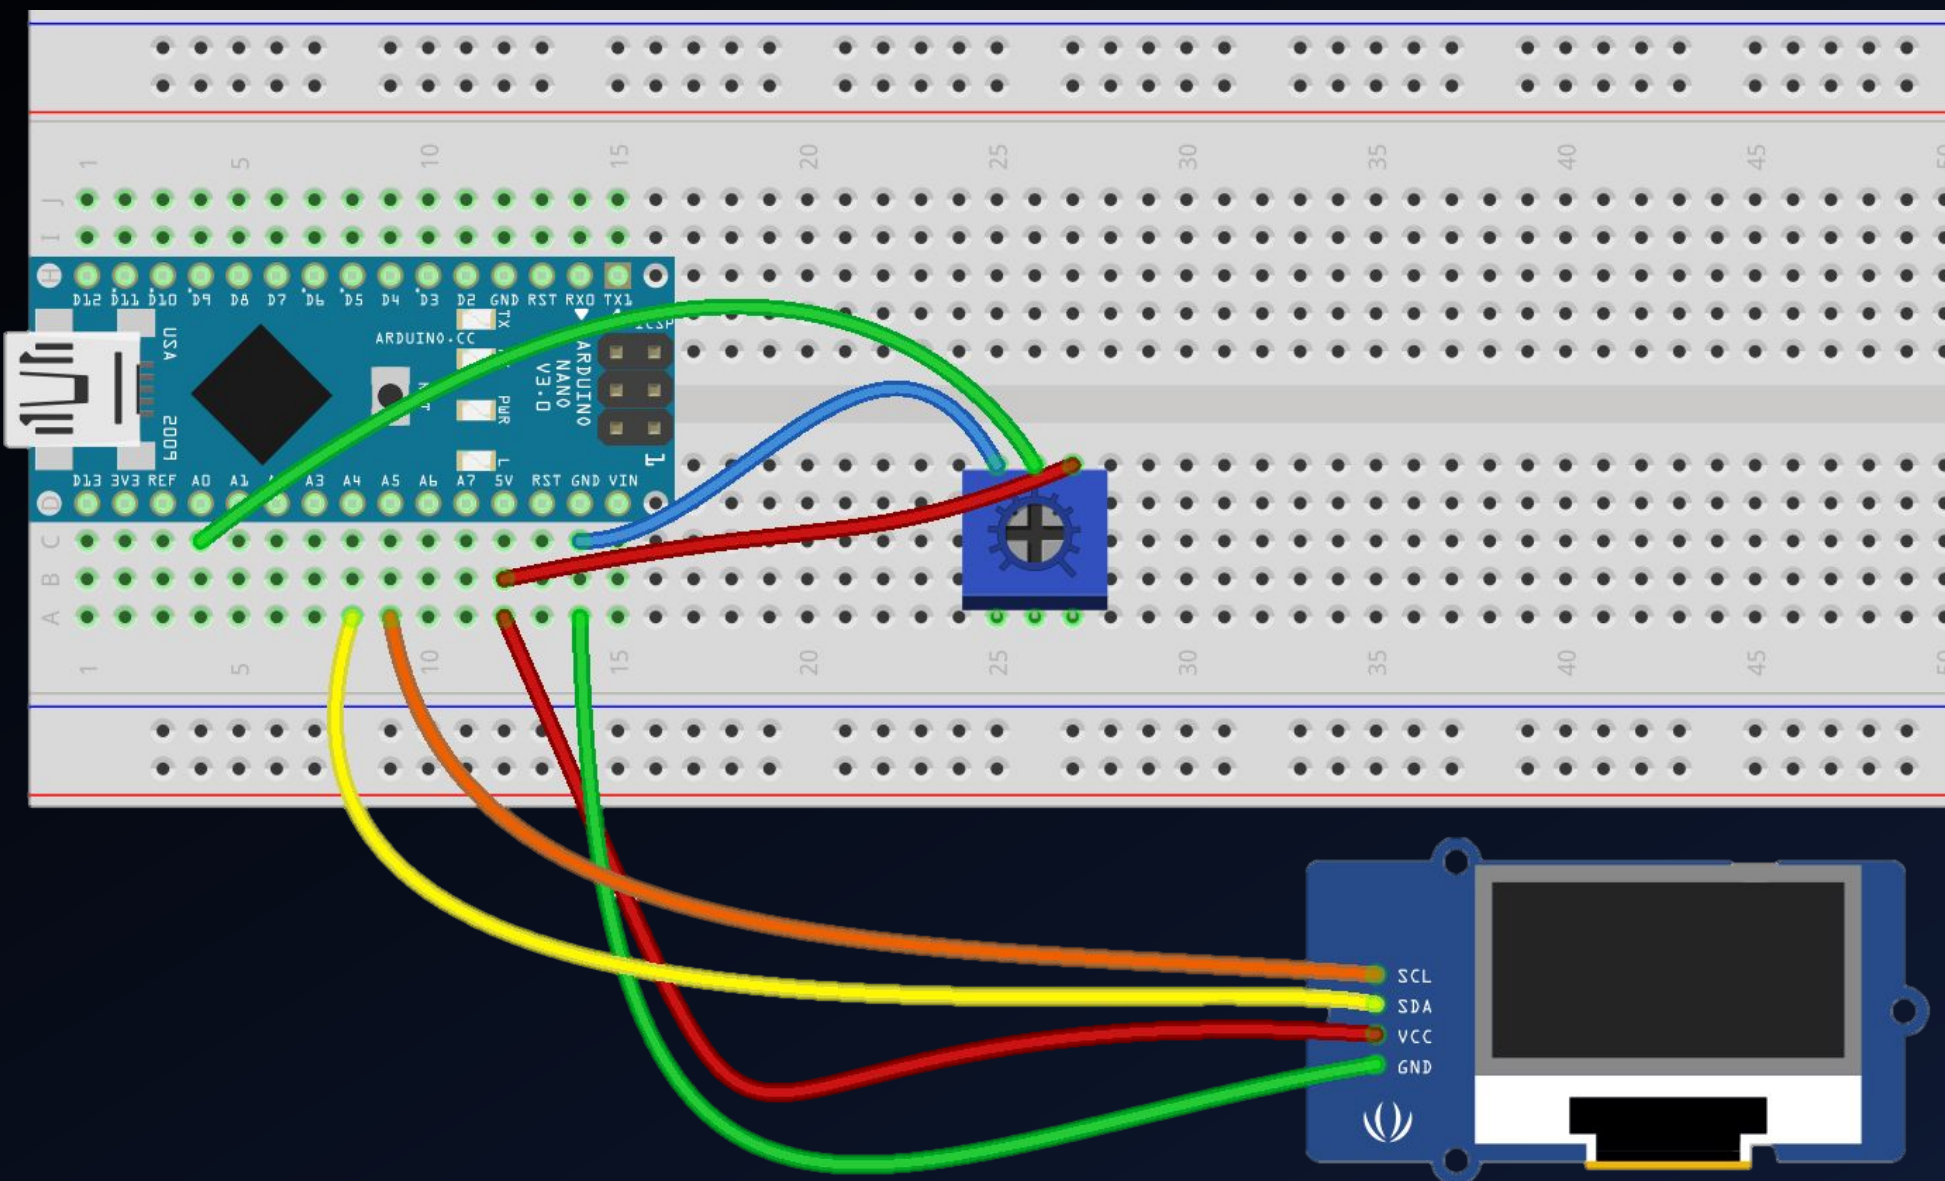 1 5 10 15 20 25 30 35 40 45 50
J
I
H
D12 D11 D10 D9 D8 D7 D6 D5 D4 D3 D2 GND RST RX0 TX1
TX
ICSP
USA
ARDUINO.CC
ARDUINO
NANO
V3.0
PWR
2009
L
1
D13 3V3 REF A0 A1 A3 A4 A5 A6 A7 5V RST GND VIN
D
C
B
A
1 5 10 15 20 25 30 35 40 45 50
SCL
SDA
VCC
GND